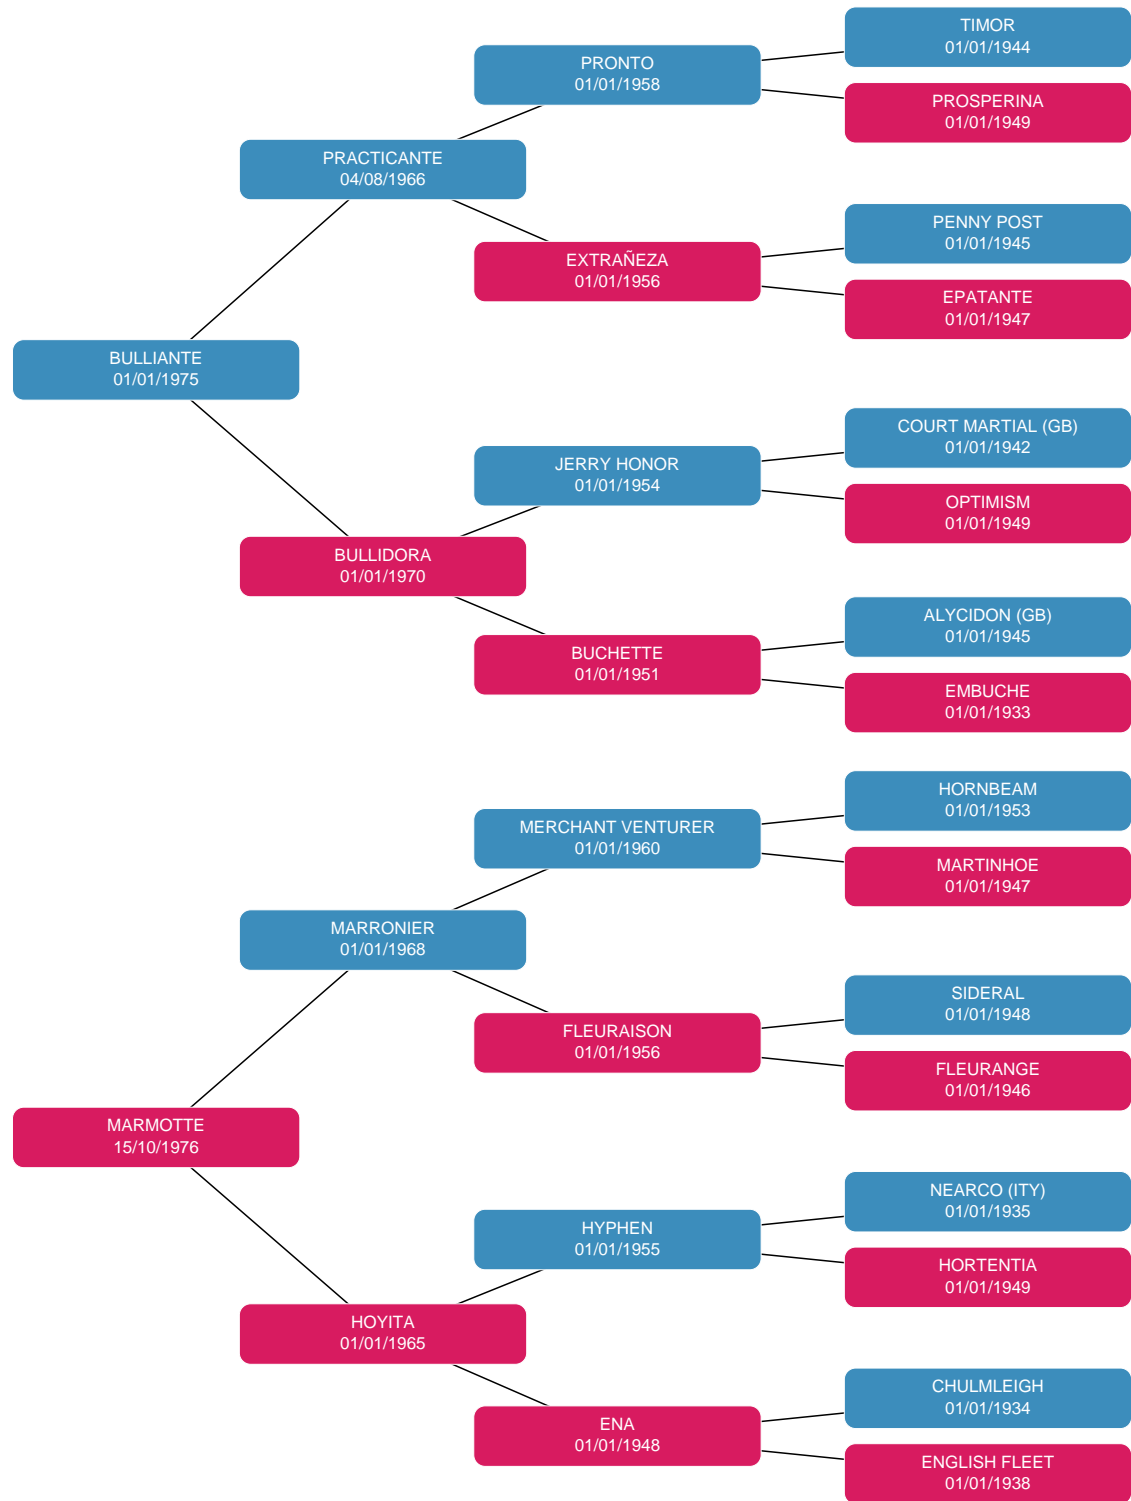 TIMOR
01/01/1944
PRONTO
01/01/1958
PROSPERINA
01/01/1949
PRACTICANTE
04/08/1966
PENNY POST
01/01/1945
EXTRAÑEZA
01/01/1956
EPATANTE
01/01/1947
BULLIANTE
01/01/1975
COURT MARTIAL (GB)
01/01/1942
JERRY HONOR
01/01/1954
OPTIMISM
01/01/1949
BULLIDORA
01/01/1970
ALYCIDON (GB)
01/01/1945
BUCHETTE
01/01/1951
EMBUCHE
01/01/1933
HORNBEAM
01/01/1953
MERCHANT VENTURER
01/01/1960
MARTINHOE
01/01/1947
MARRONIER
01/01/1968
SIDERAL
01/01/1948
FLEURAISON
01/01/1956
FLEURANGE
01/01/1946
MARMOTTE
15/10/1976
NEARCO (ITY)
01/01/1935
HYPHEN
01/01/1955
HORTENTIA
01/01/1949
HOYITA
01/01/1965
CHULMLEIGH
01/01/1934
ENA
01/01/1948
ENGLISH FLEET
01/01/1938